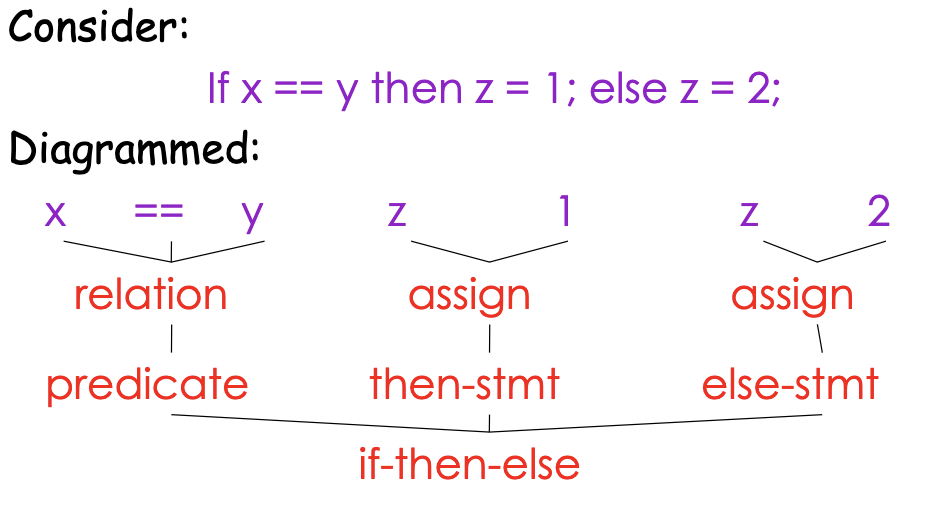 Consider:
If x == y then z = 1; else z = 2;
Diagrammed:
x == y z 1 z 2
relation assign assign
predicate then-stmt else-stmt
if-then-else